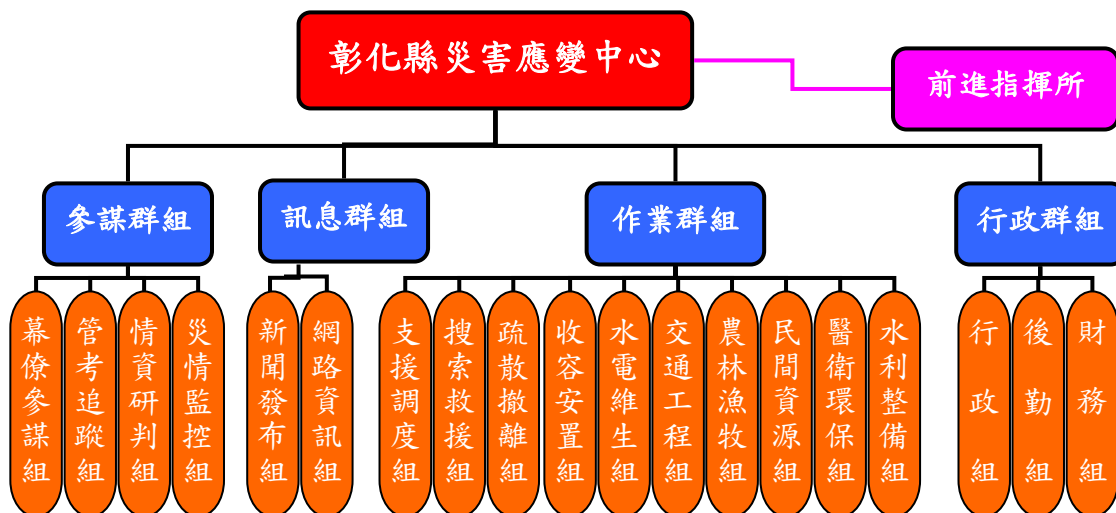 彰化縣災害應變中心
前進指揮所
參謀群組
訊息群組
作業群組
行政群組
幕僚參謀組
管考追蹤組
情資研判組
災情監控組
新聞發布組
網路資訊組
支援調度組
搜索救援組
疏散撤離組
收容安置組
水電維生組
交通工程組
農林漁牧組
民間資源組
醫衛環保組
水利整備組
行政組
後勤組
財務組